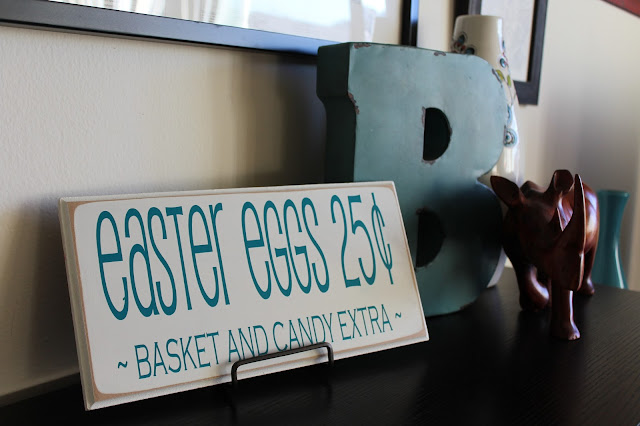 easter eggs 25¢
~ BASKET AND CANDY EXTRA ~
B